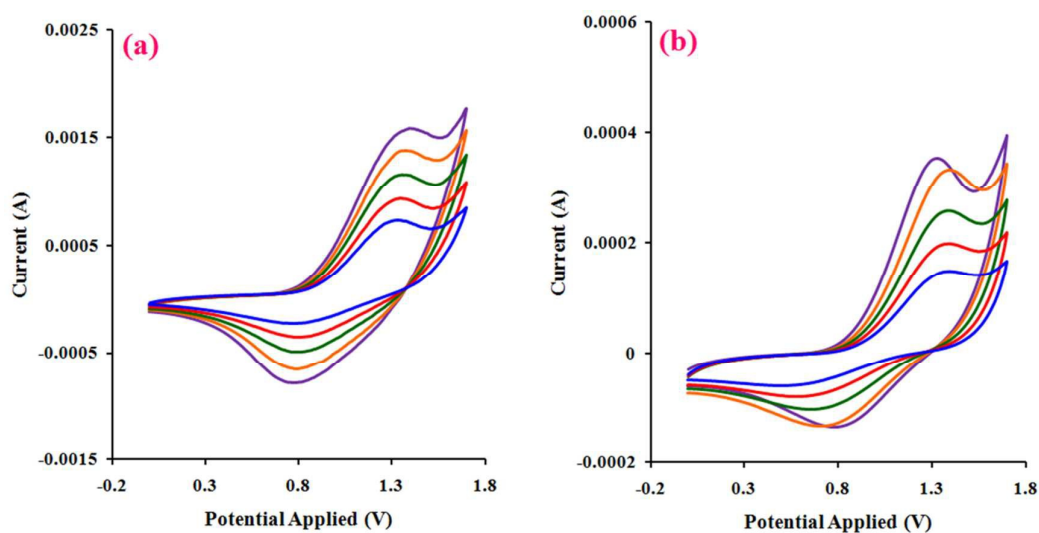 (a)
0.0025
0.0015
0.0005
-0.0005
-0.0015
-0.2 0.3 0.8 1.3 1.8
Current (A)
Potential Applied (V)
(b)
0.0006
0.0004
0.0002
0
-0.0002
-0.2 0.3 0.8 1.3 1.8
Current (A)
Potential Applied (V)